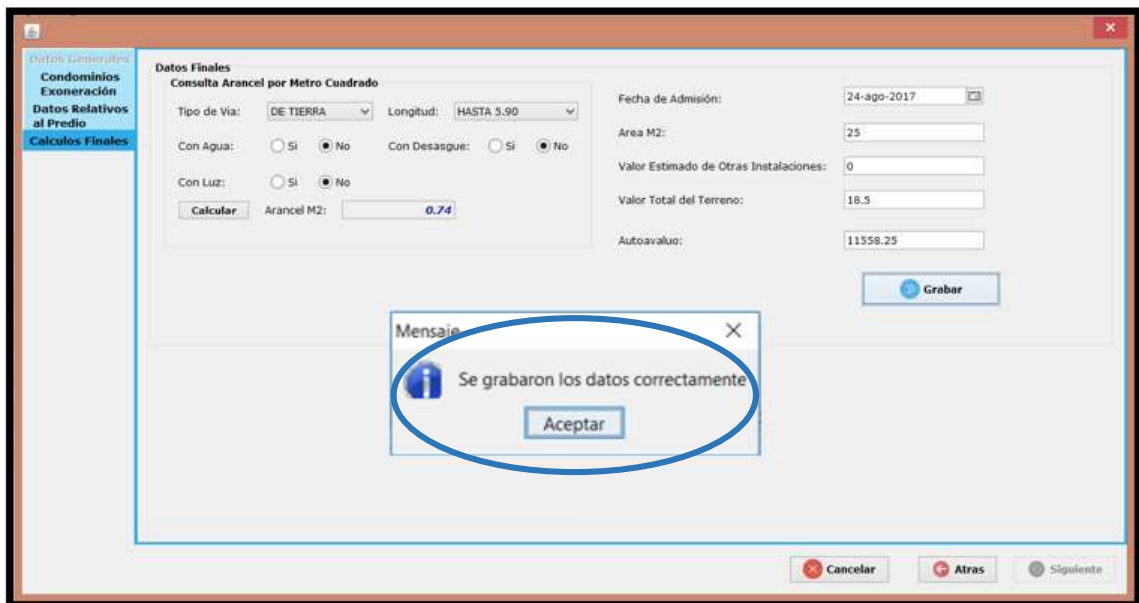 Datos Generales
Condominios
Exoneración
Datos Relativos
al Predio
Calculos Finales
Datos Finales
Consulta Arancel por Metro Cuadrado
Tipo de Via: DE TIERRA Longitud: HASTA 5.90
Con Agua: Si No Con Desague: Si No
Con Luz: Si No
Calcular Arancel M2: 0.74
Fecha de Admisión: 24-ago-2017
Area M2: 25
Valor Estimado de Otras Instalaciones: 0
Valor Total del Terreno: 18.5
Autoavaluo: 11558.25
Grabar
Mensaje
Se grabaron los datos correctamente
Aceptar
Cancelar Atras Siguiente